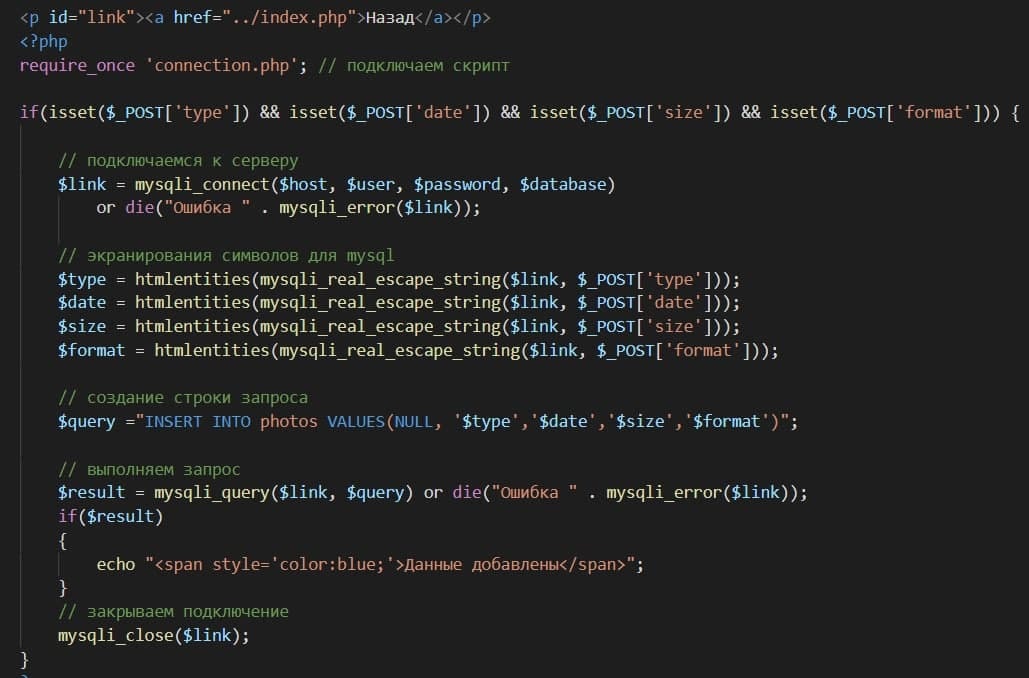 <p id="link"><a href="../index.php">Назад</a></p>
<?php
require_once 'connection.php'; // подключаем скрипт
if(isset($_POST['type']) && isset($_POST['date']) && isset($_POST['size']) && isset($_POST['format'])) {
// подключаемся к серверу
$link = mysqli_connect($host, $user, $password, $database)
or die("Ошибка " . mysqli_error($link));
// экранирования символов для mysql
$type = htmlentities(mysqli_real_escape_string($link, $_POST['type']));
$date = htmlentities(mysqli_real_escape_string($link, $_POST['date']));
$size = htmlentities(mysqli_real_escape_string($link, $_POST['size']));
$format = htmlentities(mysqli_real_escape_string($link, $_POST['format']));
// создание строки запроса
$query ="INSERT INTO photos VALUES(NULL, '$type','$date','$size','$format')";
// выполняем запрос
$result = mysqli_query($link, $query) or die("Ошибка " . mysqli_error($link));
if($result)
{
echo "<span style='color:blue;'>Данные добавлены</span>";
}
// закрываем подключение
mysqli_close($link);
}